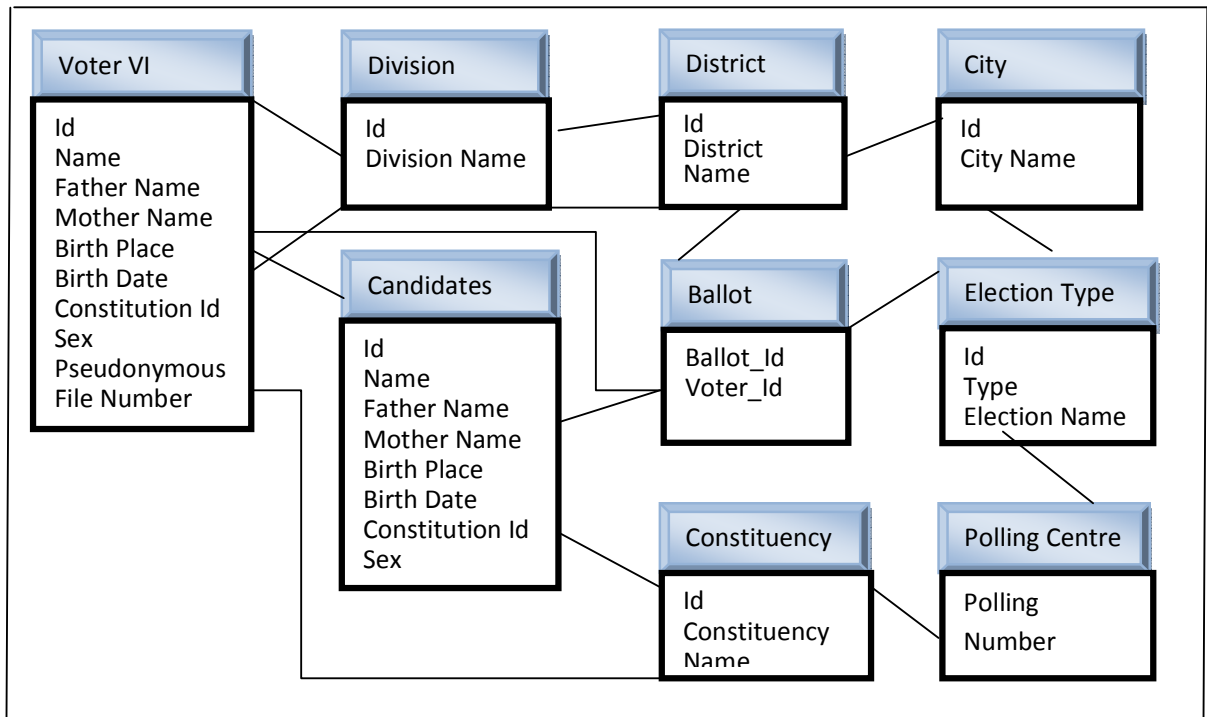 Voter VI
Id
Name
Father Name
Mother Name
Birth Place
Birth Date
Constitution Id
Sex
Pseudonymous
File Number
Division
Id
Division Name
District
Id
District
Name
City
Id
City Name
Candidates
Id
Name
Father Name
Mother Name
Birth Place
Birth Date
Constitution Id
Sex
Ballot
Ballot_Id
Voter_Id
Election Type
Id
Type
Election Name
Constituency
Id
Constituency
Name
Polling Centre
Polling
Number